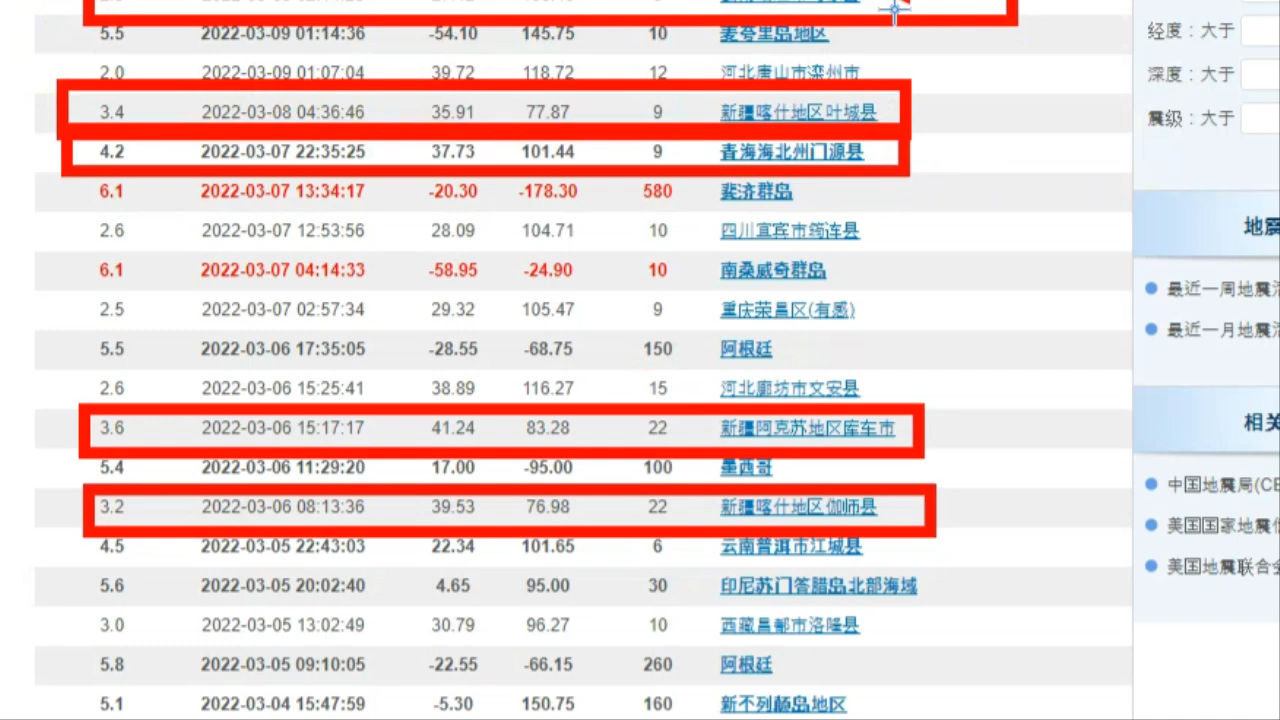 5.5 2022-03-09 01:14:36 -54.10 145.75 10 麦夸里岛地区
2.0 2022-03-09 01:07:04 39.72 118.72 12 河北唐山市滦州市
3.4 2022-03-08 04:36:46 35.91 77.87 9 新疆喀什地区叶城县
4.2 2022-03-07 22:35:25 37.73 101.44 9 青海海北州门源县
6.1 2022-03-07 13:34:17 -20.30 -178.30 580 斐济群岛
2.6 2022-03-07 12:53:56 28.09 104.71 10 四川宜宾市筠连县
6.1 2022-03-07 04:14:33 -58.95 -24.90 10 南桑威奇群岛
2.5 2022-03-07 02:57:34 29.32 105.47 9 重庆荣昌区(有感)
5.5 2022-03-06 17:35:05 -28.55 -68.75 150 阿根廷
2.6 2022-03-06 15:25:41 38.89 116.27 15 河北廊坊市文安县
3.6 2022-03-06 15:17:17 41.24 83.28 22 新疆阿克苏地区库车市
5.4 2022-03-06 11:29:20 17.00 -95.00 100 墨西哥
3.2 2022-03-06 08:13:36 39.53 76.98 22 新疆喀什地区伽师县
4.5 2022-03-05 22:43:03 22.34 101.65 6 云南普洱市江城县
5.6 2022-03-05 20:02:40 4.65 95.00 30 印尼苏门答腊岛北部海域
3.0 2022-03-05 13:02:49 30.79 96.27 10 西藏昌都市洛隆县
5.8 2022-03-05 09:10:05 -22.55 -66.15 260 阿根廷
5.1 2022-03-04 15:47:59 -5.30 150.75 160 新不列颠岛地区
经度：大于
深度：大于
震级：大于
地震
最近一周地震活
最近一月地震活
相关
中国地震局(CE
美国国家地震信
美国地震联合会